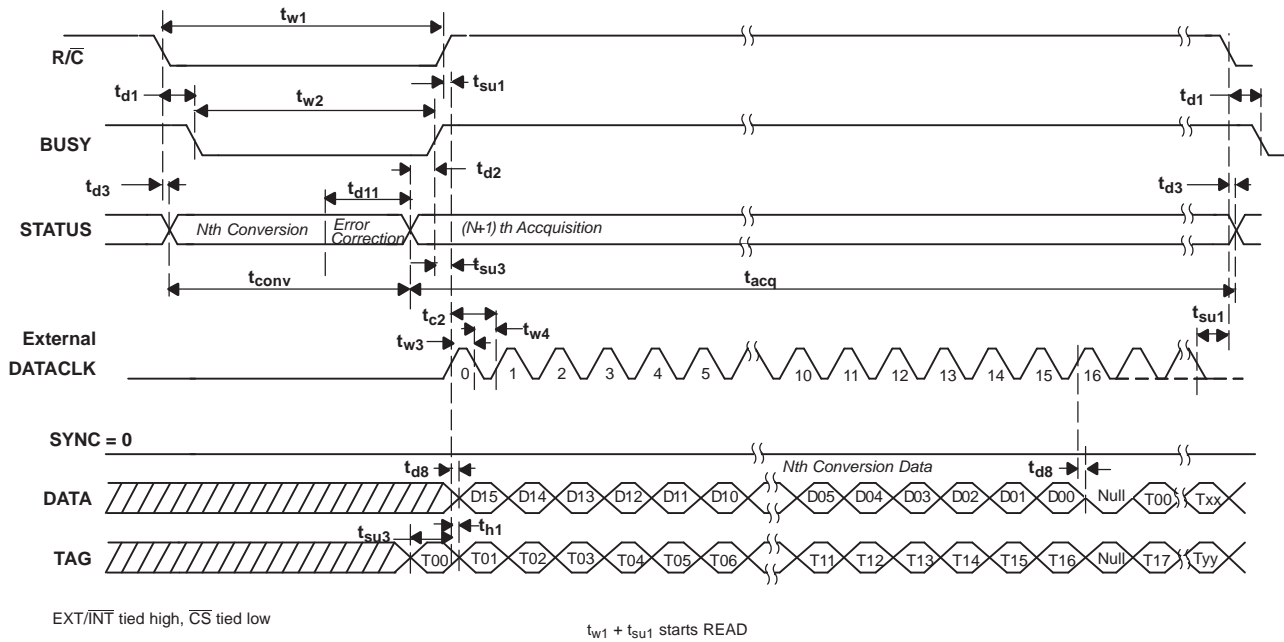 tw1
R/C
tsu1
td1
tw2
td1
BUSY
td2
td3
td11
td3
STATUS
Nth Conversion
Error Correction
(N+1) th Accquisition
tsu3
tconv
tacq
tc2
tsu1
External
tw3
tw4
DATACLK
0 1 2 3 4 5 10 11 12 13 14 15 16
SYNC = 0
td8
Nth Conversion Data
td8
DATA
D15 D14 D13 D12 D11 D10 D05 D04 D03 D02 D01 D00 Null T00 Txx
tsu3
th1
TAG
T00 T01 T02 T03 T04 T05 T06 T11 T12 T13 T14 T15 T16 Null T17 Tyy
EXT/INT tied high, CS tied low
tw1 + tsu1 starts READ